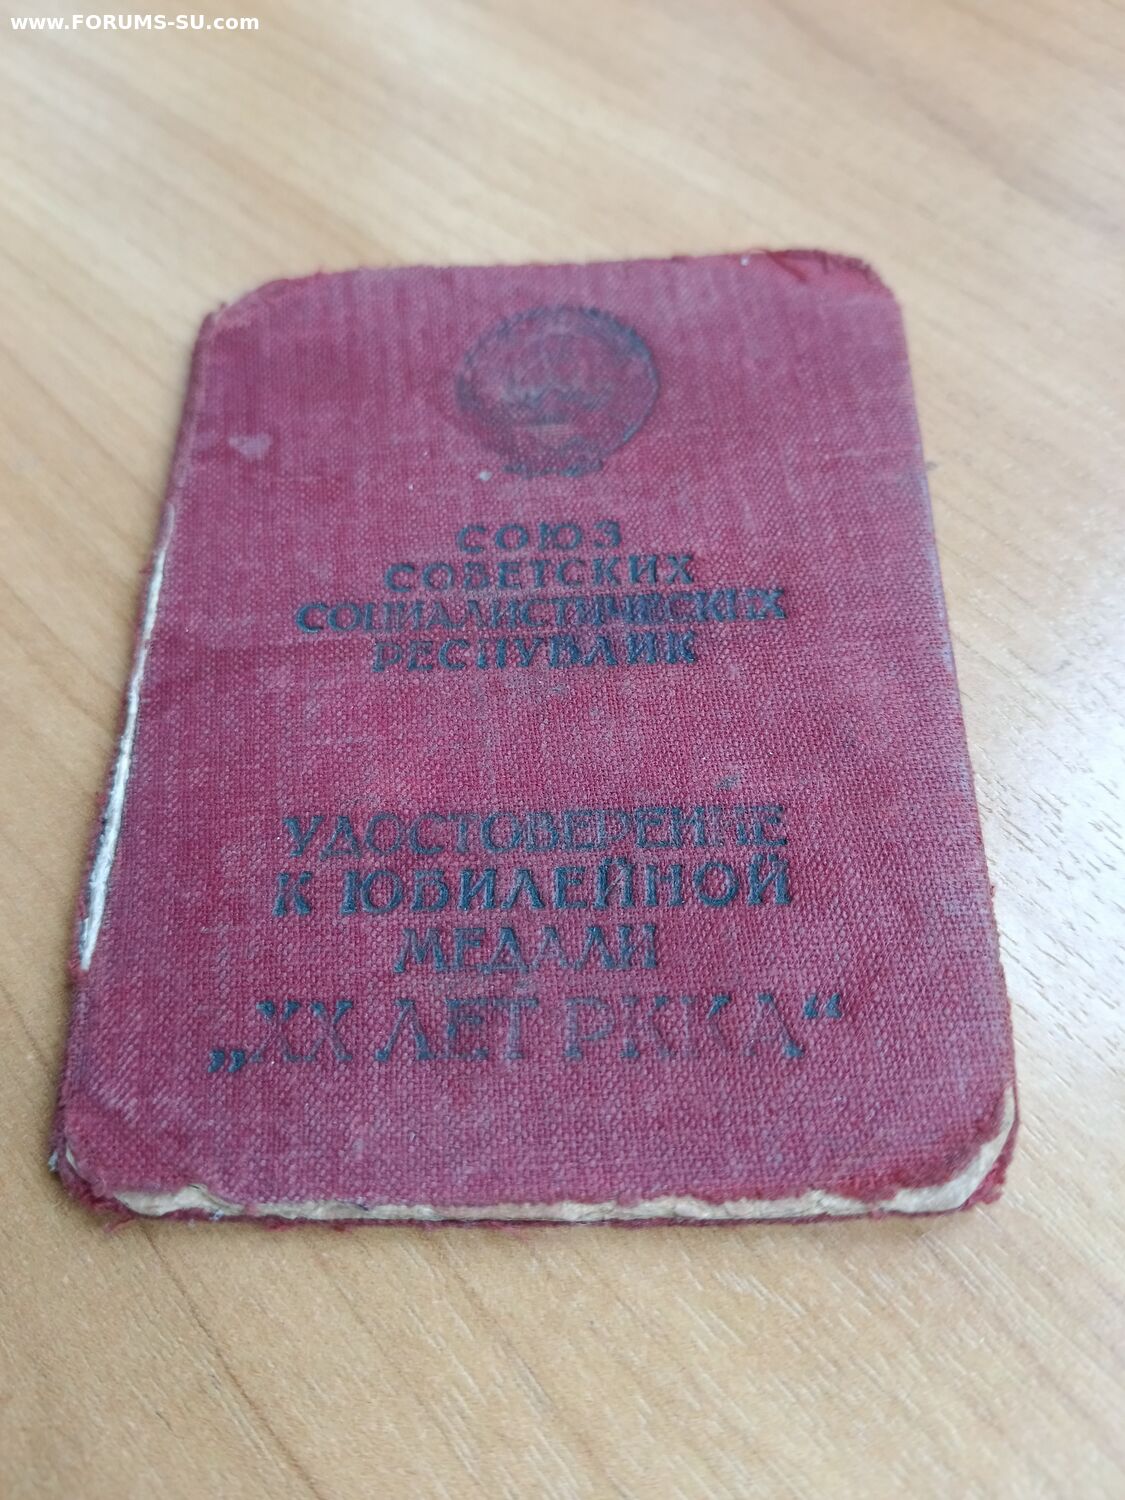 www.FORUMS-SU.com
СОЮЗ
СОВЕТСКИХ
СОЦИАЛИСТИЧЕСКИХ
РЕСПУБЛИК
УДОСТОВЕРЕНИЕ
К ЮБИЛЕЙНОЙ
МЕДАЛИ
„XX ЛЕТ РККА“